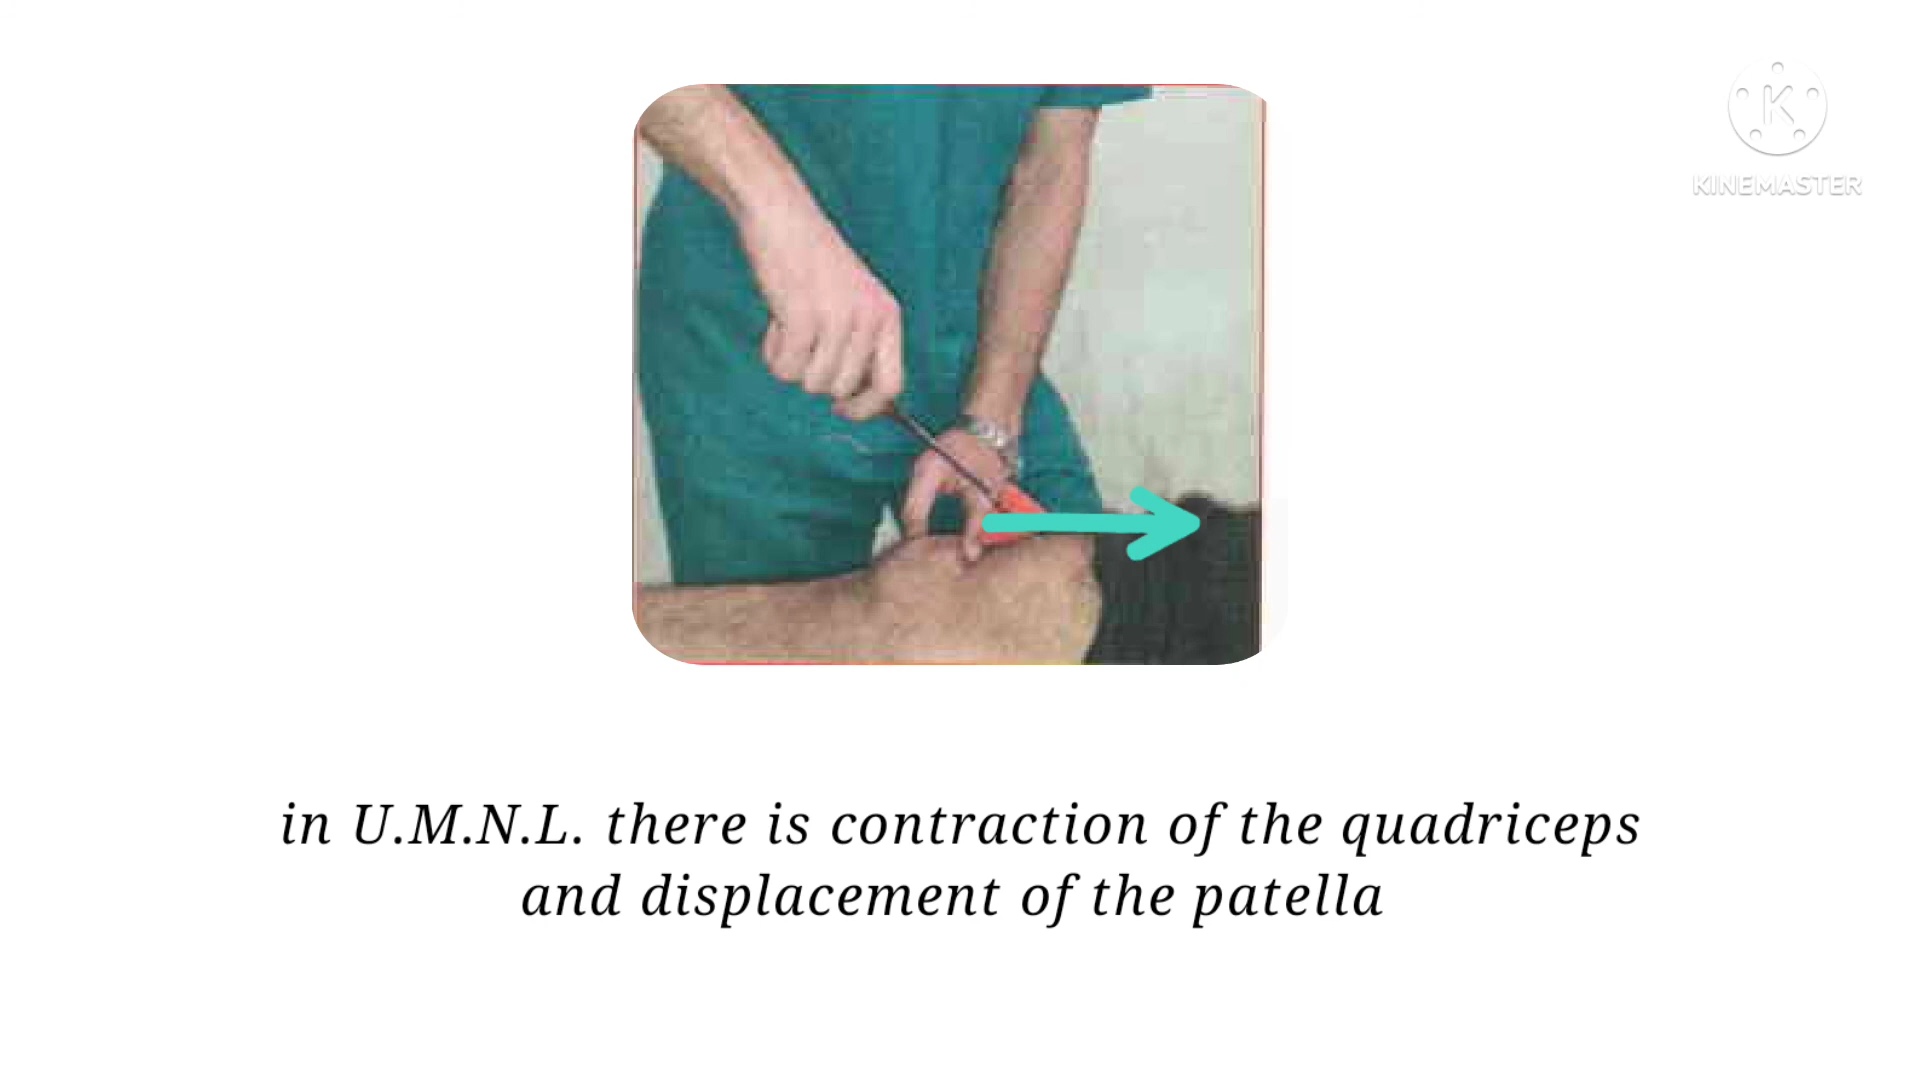 KINEMASTER
in U.M.N.L. there is contraction of the quadriceps
and displacement of the patella